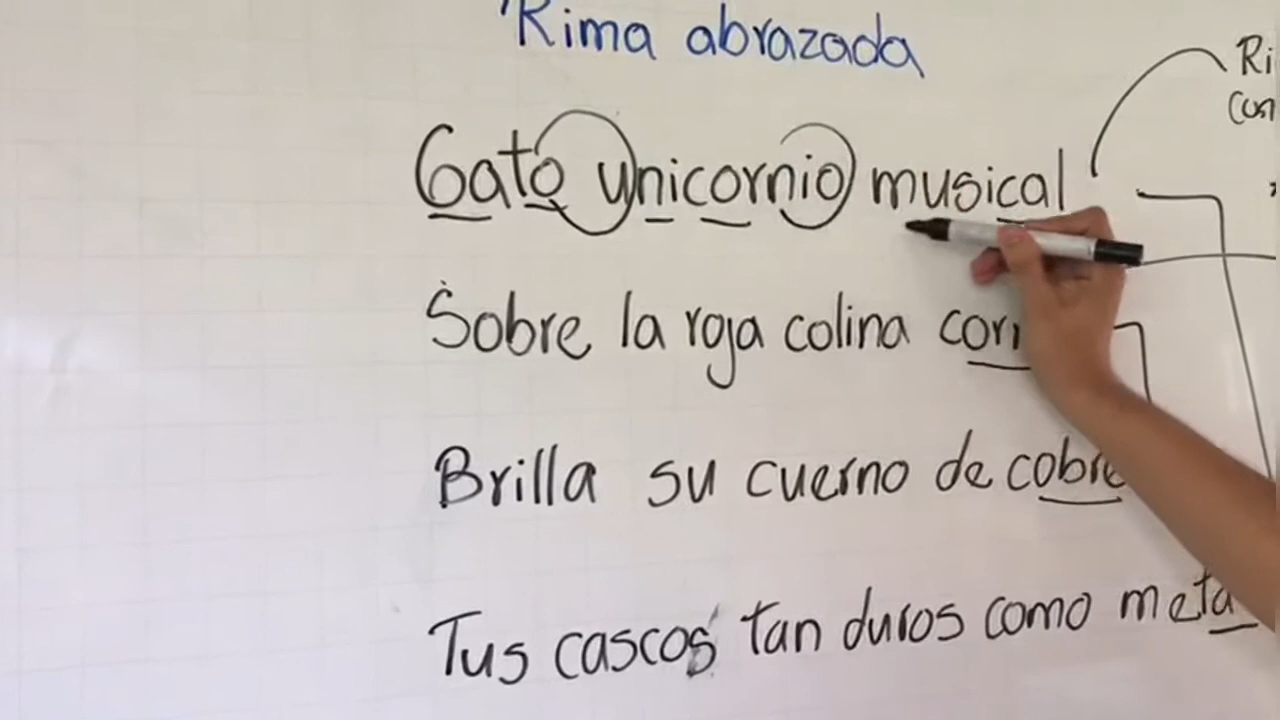 Rima abrazada
Gato unicornio musical
Sobre la roja colina
Brilla su cuerno de cobre
Tus cascos tan duros como